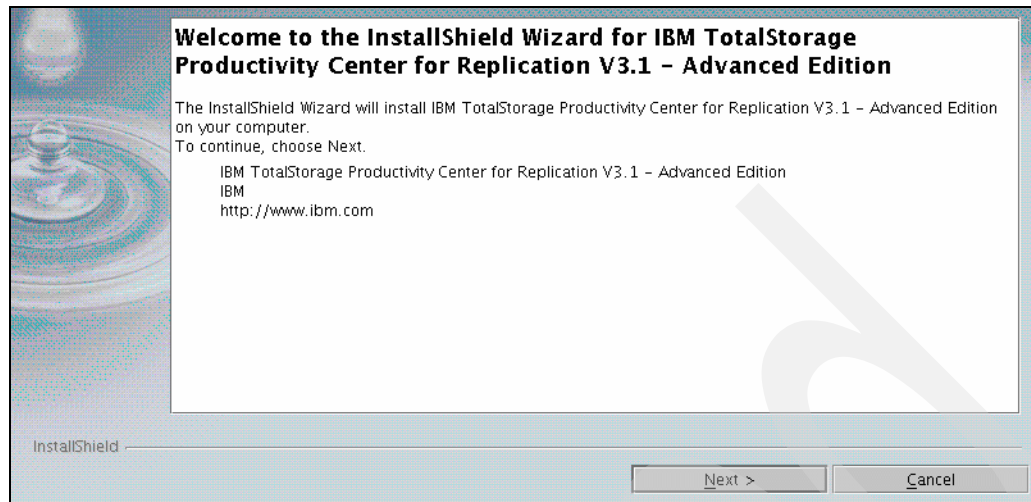 Welcome to the InstallShield Wizard for IBM TotalStorage
Productivity Center for Replication V3.1 – Advanced Edition
The InstallShield Wizard will install IBM TotalStorage Productivity Center for Replication V3.1 – Advanced Edition
on your computer.
To continue, choose Next.
IBM TotalStorage Productivity Center for Replication V3.1 – Advanced Edition
IBM
http://www.ibm.com
InstallShield
Next >
Cancel